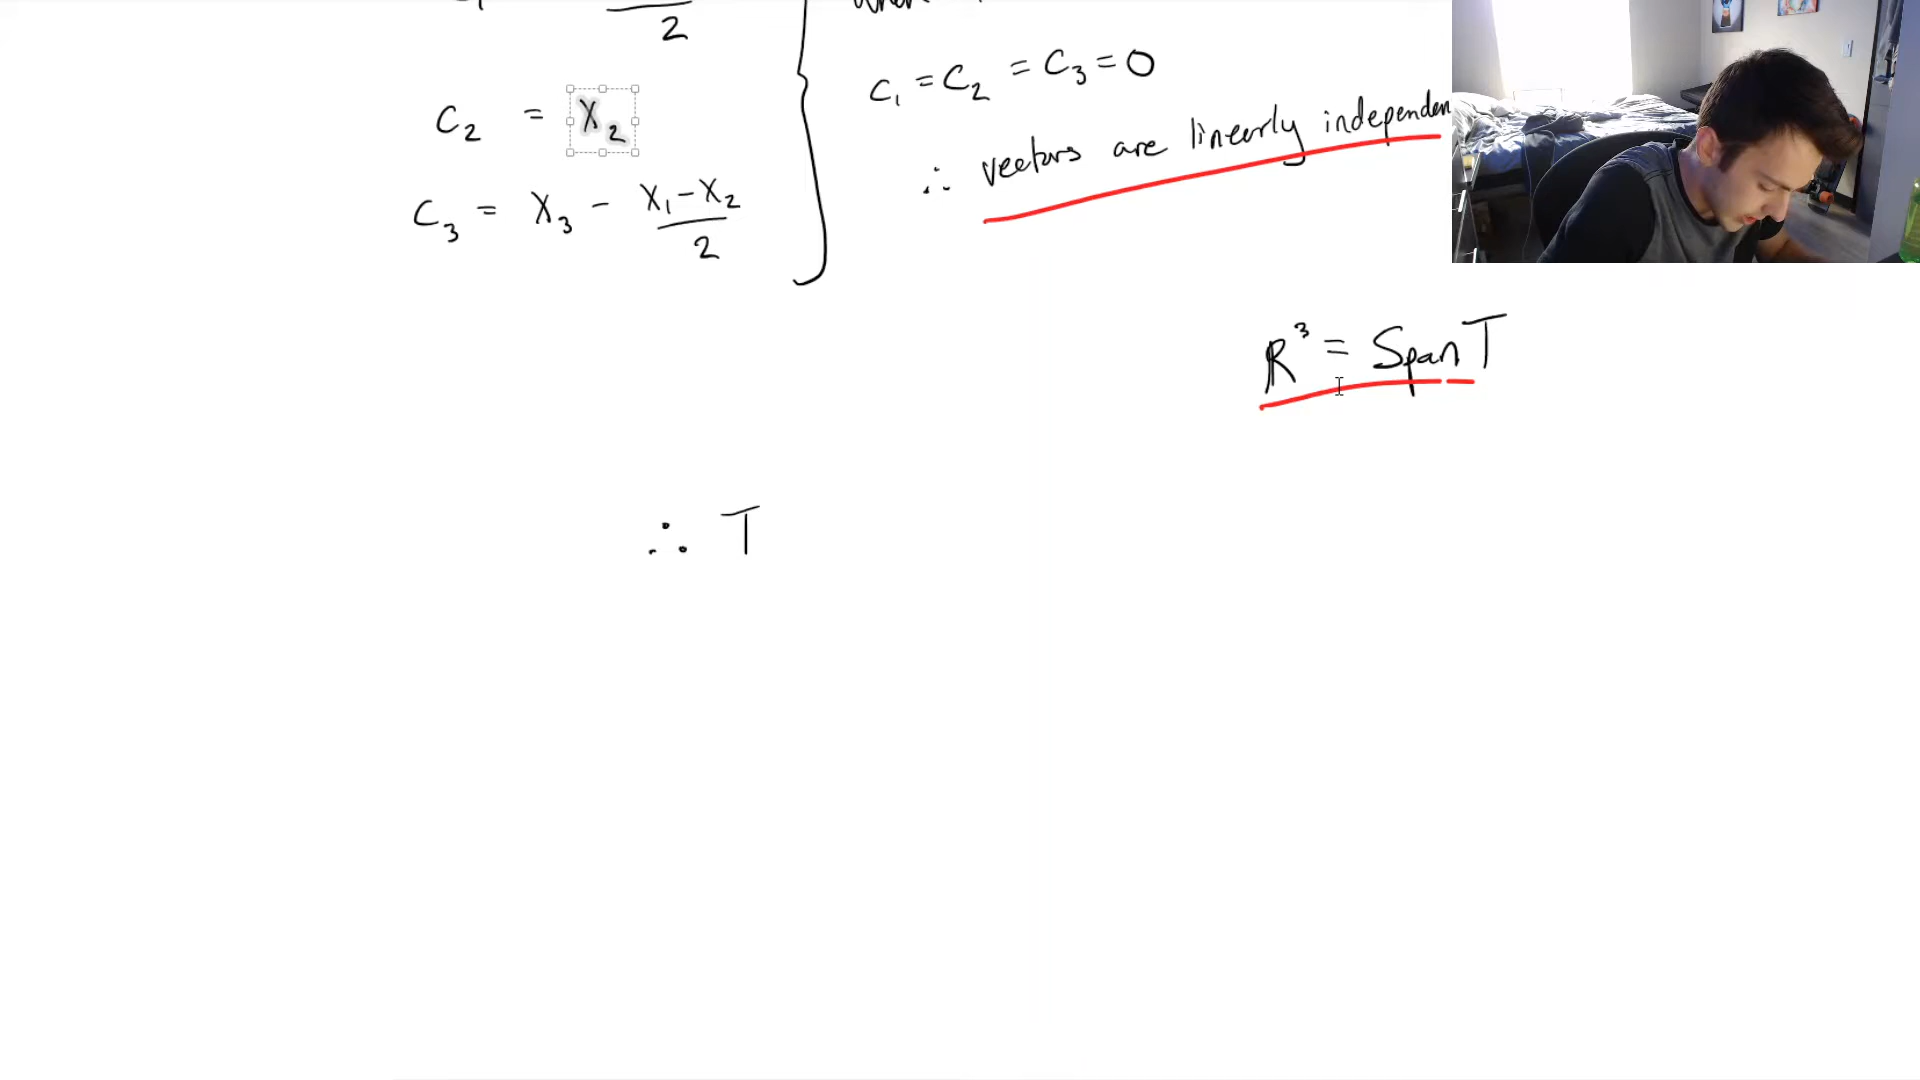 2
C₂ = X₂
C₃ = X₃ - X₁-X₂ / 2
C₁ = C₂ = C₃ = 0
∴ vectors are linearly independen
R³ = Span T
∴ T